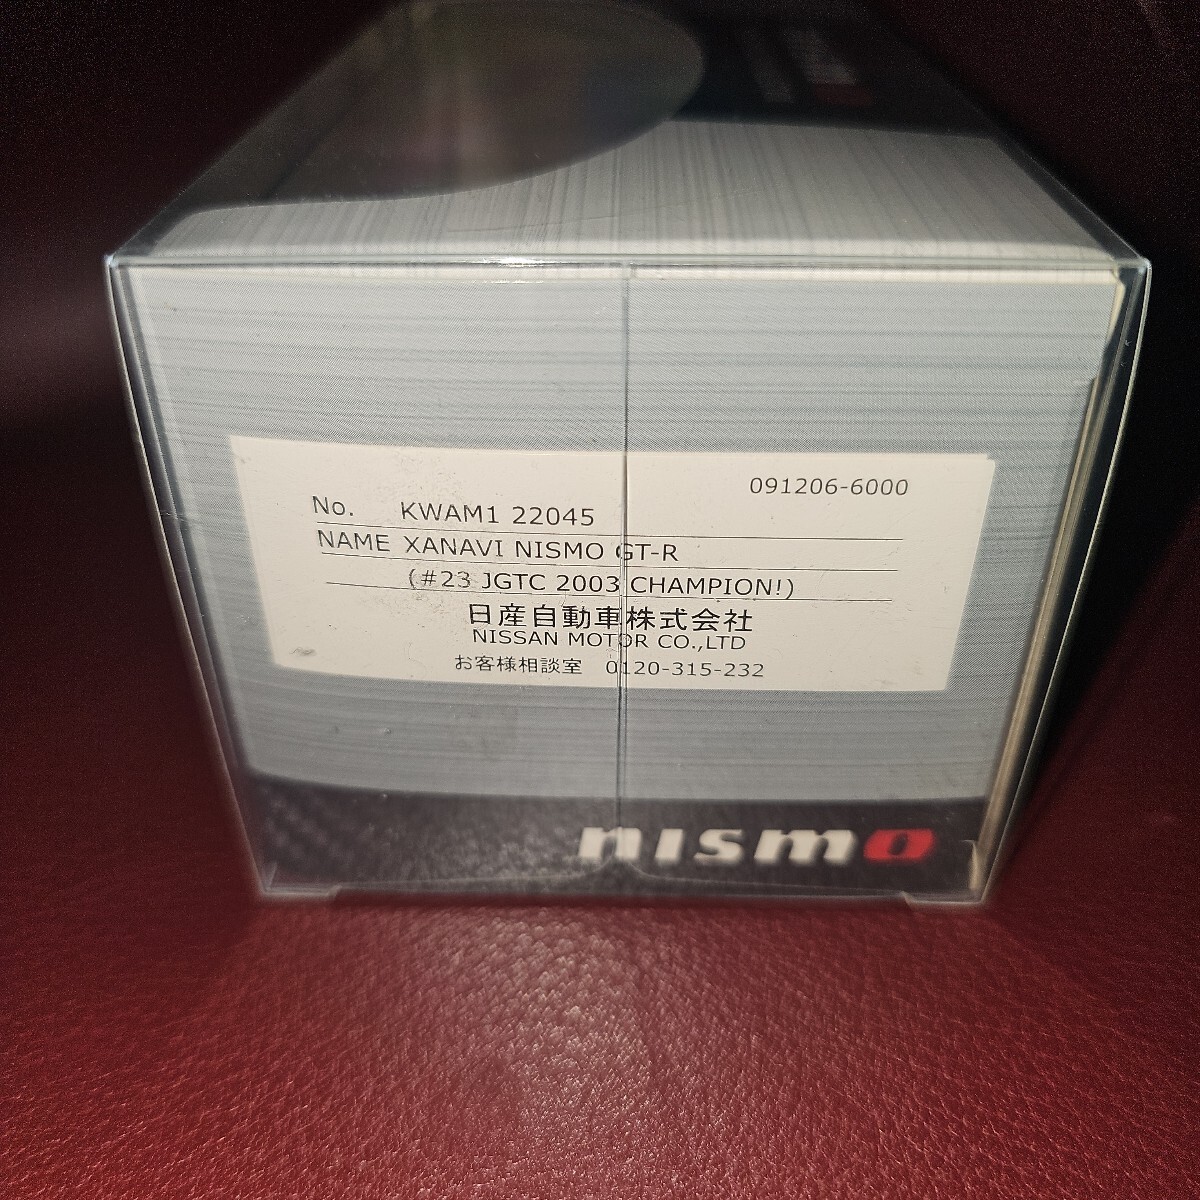 091206-6000
No. KWAM1 22045
NAME XANAVI NISMO GT-R
(#23 JGTC 2003 CHAMPION!)
日産自動車株式会社
NISSAN MOTOR CO.,LTD
お客様相談室 0120-315-232
nismo